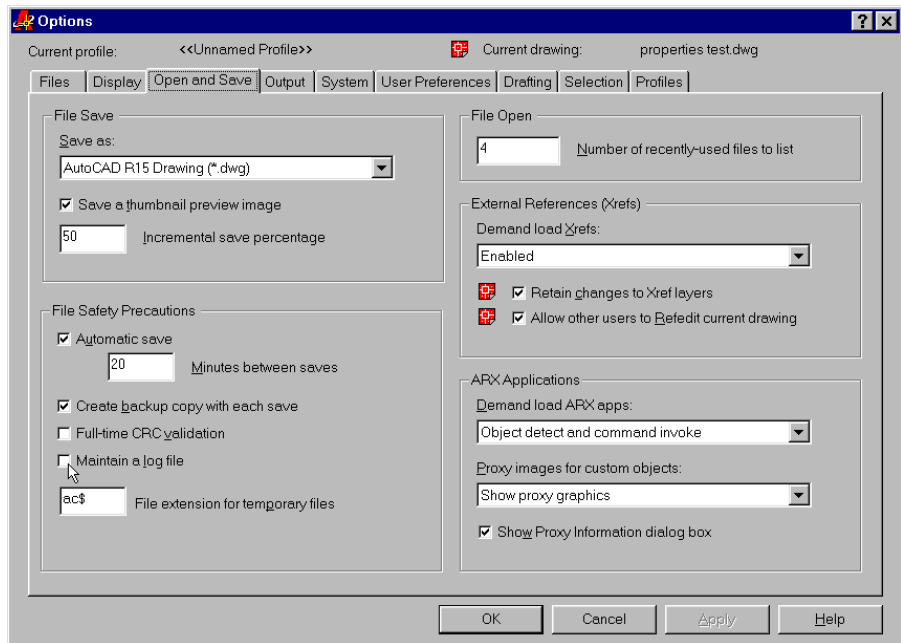 Options
Current profile: <<Unnamed Profile>> Current drawing: properties test.dwg
Files Display Open and Save Output System User Preferences Drafting Selection Profiles
File Save
Save as:
AutoCAD R15 Drawing (*.dwg)
Save a thumbnail preview image
50 Incremental save percentage
File Safety Precautions
Automatic save
20 Minutes between saves
Create backup copy with each save
Full-time CRC validation
Maintain a log file
ac$ File extension for temporary files
File Open
4 Number of recently-used files to list
External References (Xrefs)
Demand load Xrefs:
Enabled
Retain changes to Xref layers
Allow other users to Refedit current drawing
ARX Applications
Demand load ARX apps:
Object detect and command invoke
Proxy images for custom objects:
Show proxy graphics
Show Proxy Information dialog box
OK Cancel Apply Help